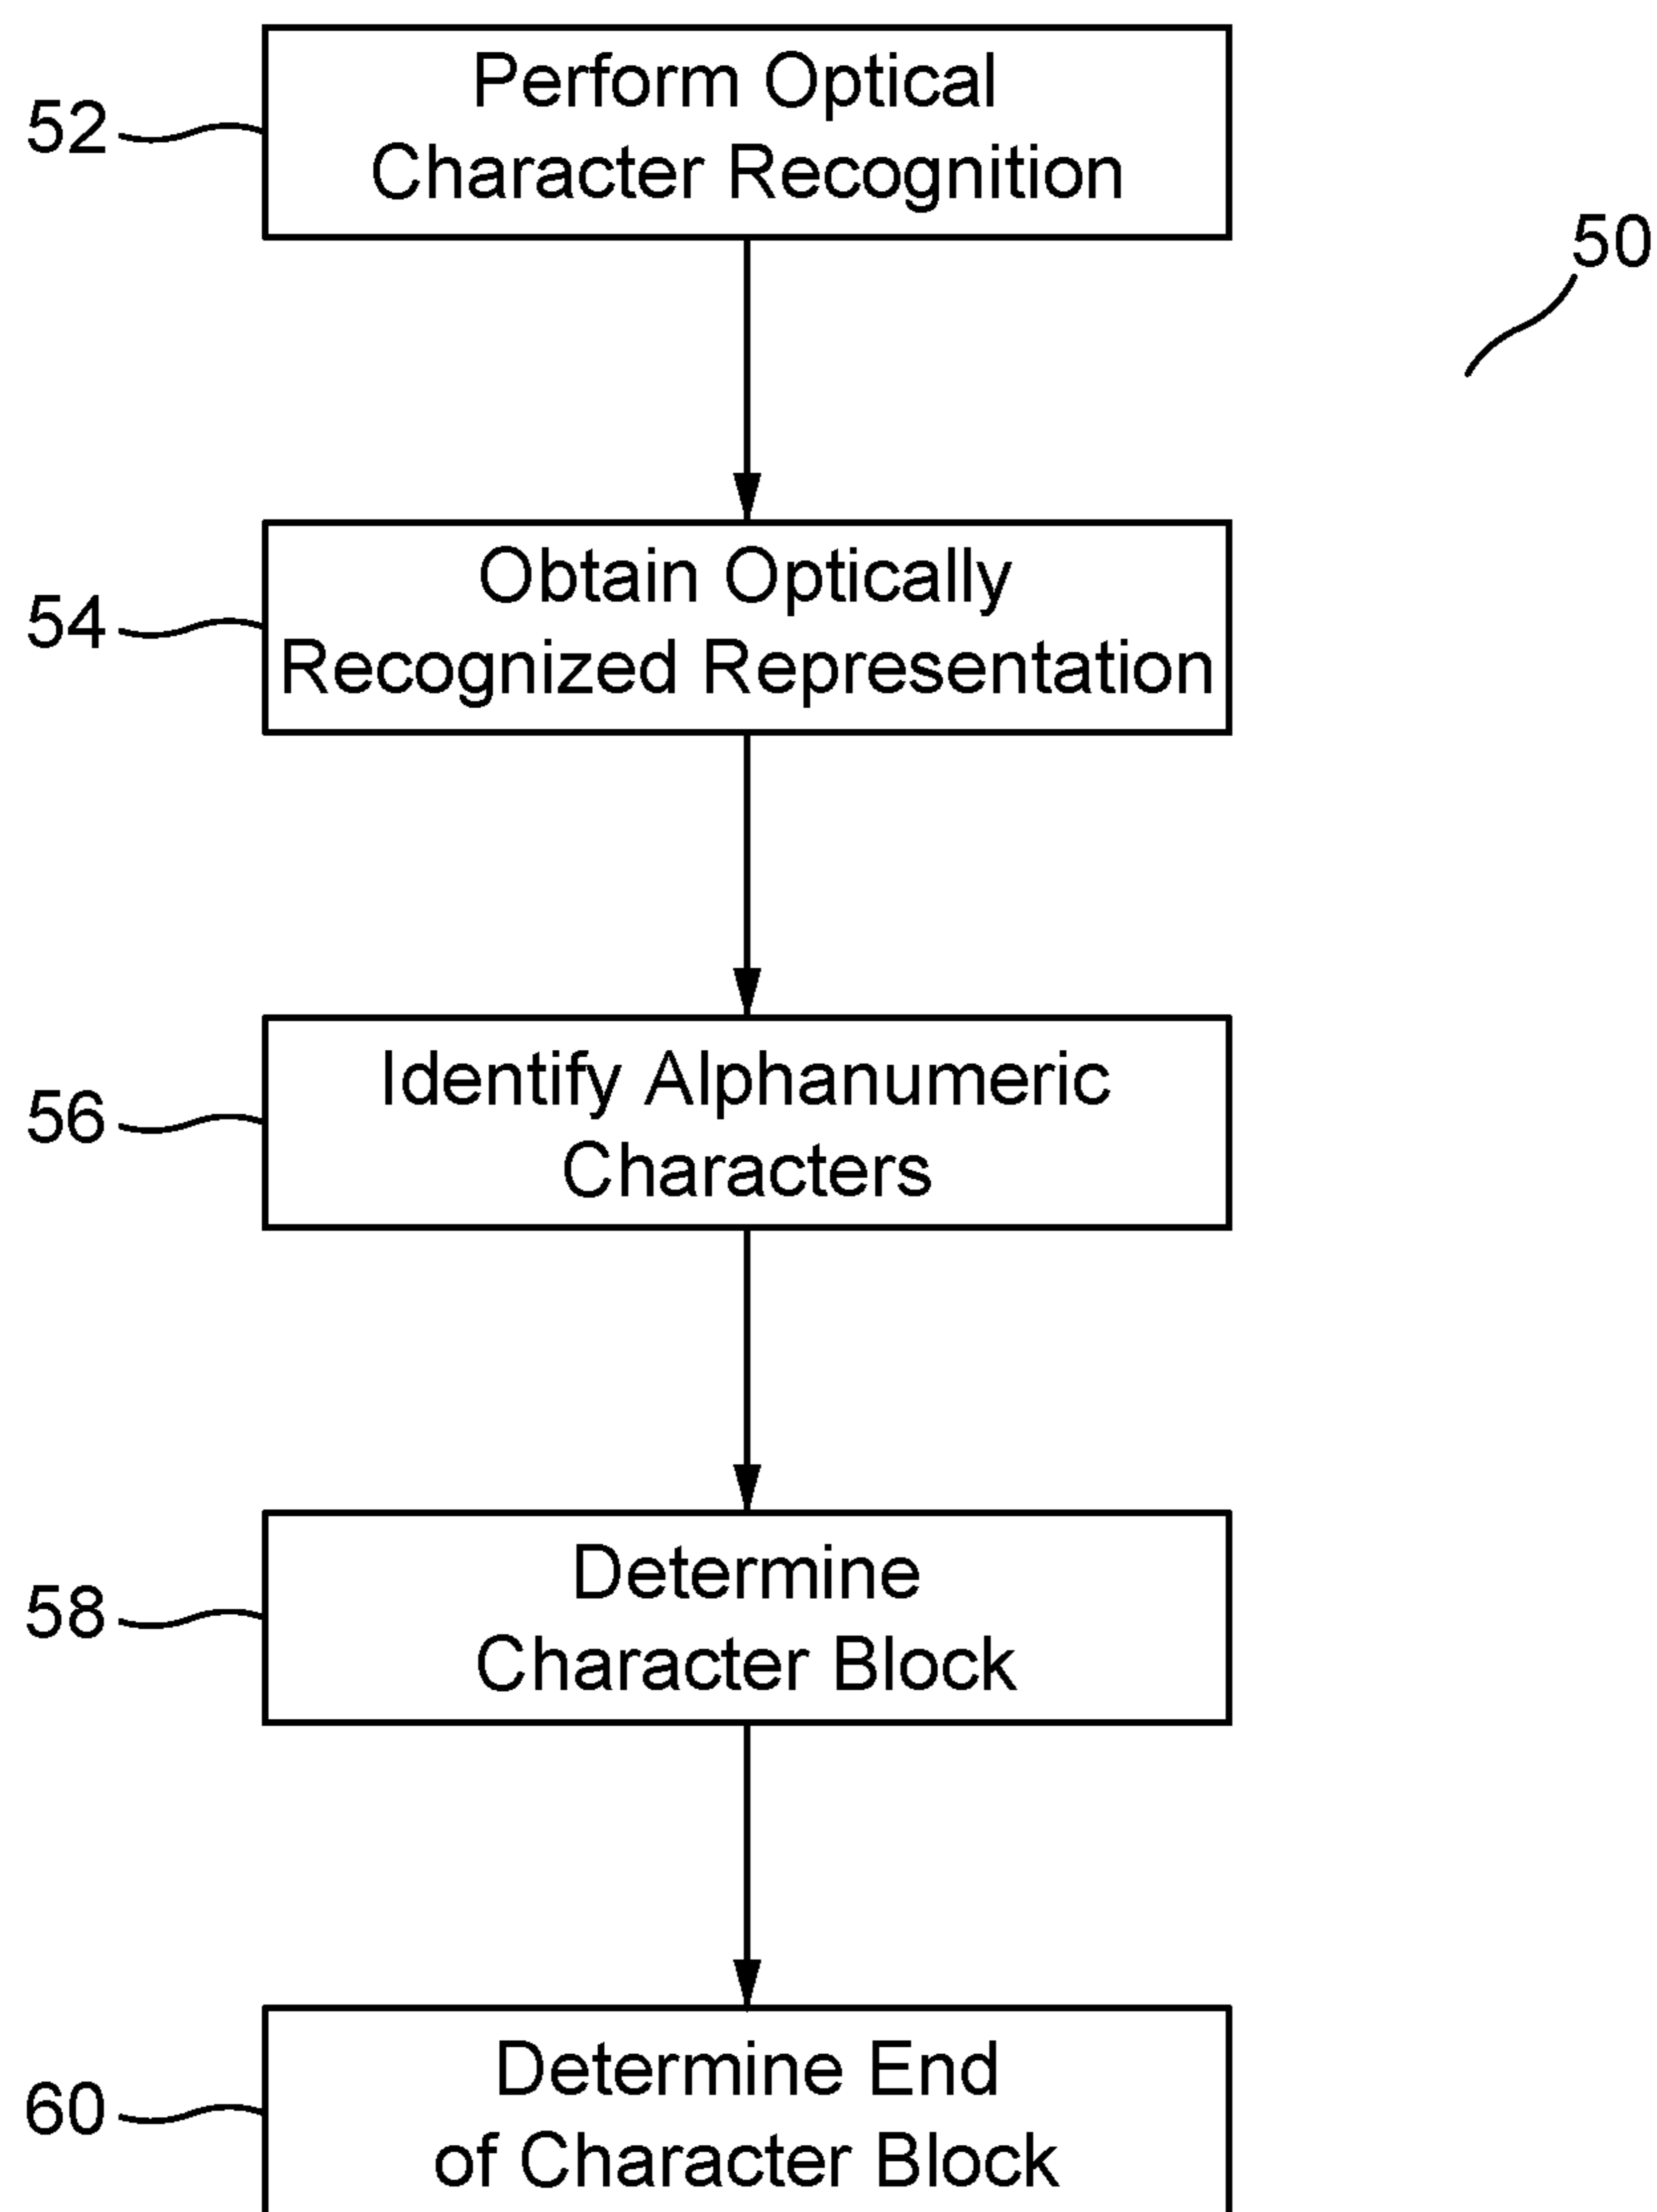 52
Perform Optical
Character Recognition
50
54
Obtain Optically
Recognized Representation
56
Identify Alphanumeric
Characters
58
Determine
Character Block
60
Determine End
of Character Block